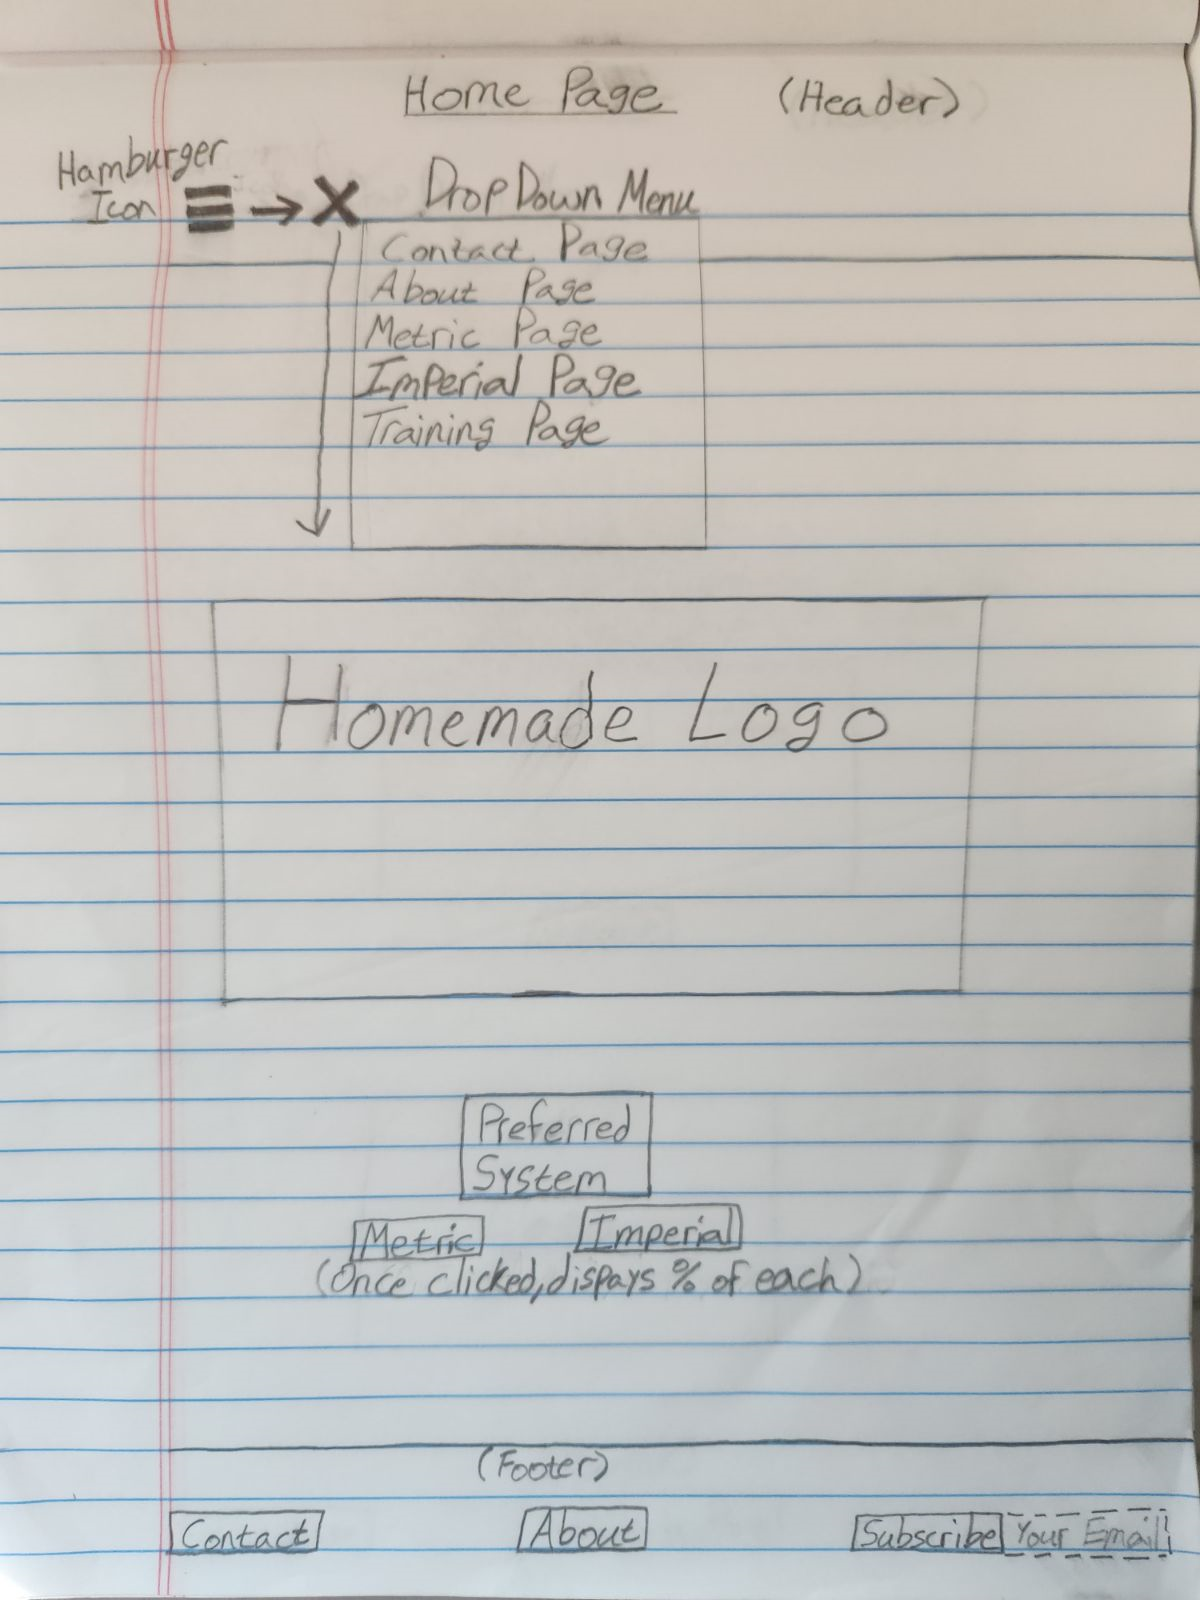 Home Page (Header)
Hamburger
Icon
Drop Down Menu
Contact Page
About Page
Metric Page
Imperial Page
Training Page
Homemade Logo
Preferred
System
Metric Imperial
(Once clicked, dispays % of each)
(Footer)
Contact About Subscribe Your Email